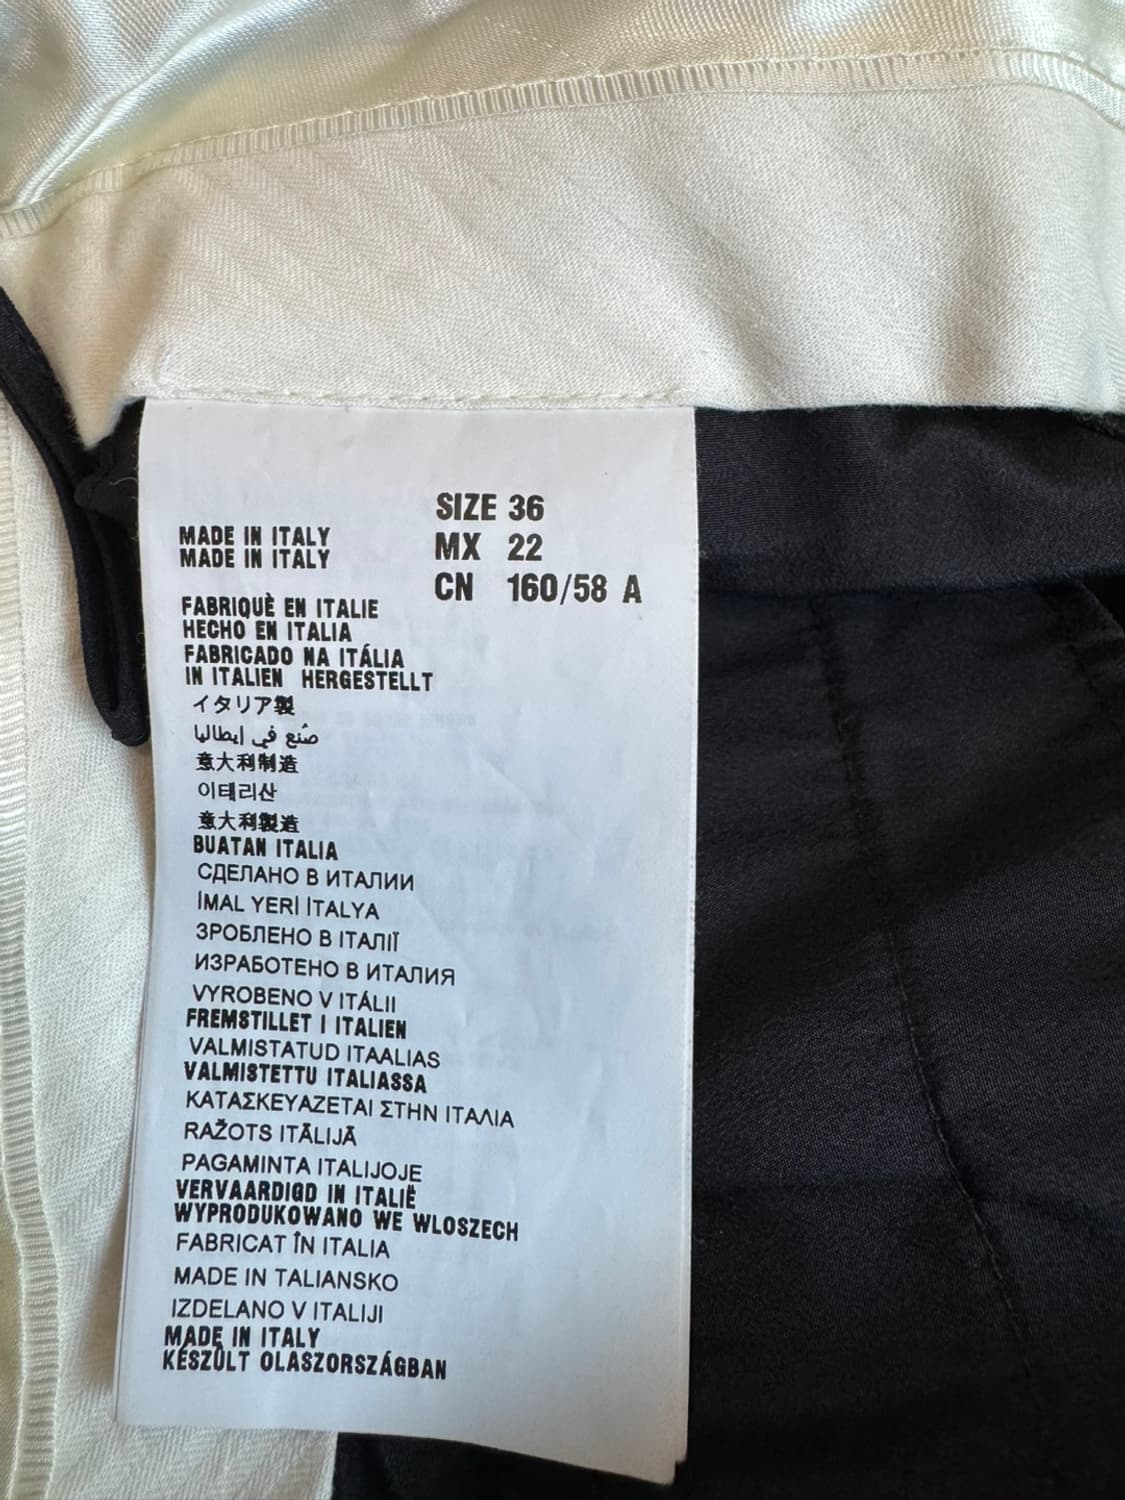 SIZE 36
MX 22
CN 160/58 A
MADE IN ITALY
MADE IN ITALY
FABRIQUÈ EN ITALIE
HECHO EN ITALIA
FABRICADO NA ITÁLIA
IN ITALIEN HERGESTELLT
イタリア製
صُنع في إيطاليا
意大利制造
이테리산
意大利製造
BUATAN ITALIA
СДЕЛАНО В ИТАЛИИ
İMAL YERİ İTALYA
ЗРОБЛЕНО В ІТАЛІЇ
ИЗРАБОТЕНО В ИТАЛИЯ
VYROBENO V ITÁLII
FREMSTILLET I ITALIEN
VALMISTATUD ITAALIAS
VALMISTETTU ITALIASSA
ΚΑΤΑΣΚΕΥΑΖΕΤΑΙ ΣΤΗΝ ΙΤΑΛΙΑ
RAŽOTS ITĀLIJĀ
PAGAMINTA ITALIJOJE
VERVAARDIGD IN ITALIË
WYPRODUKOWANO WE WLOSZECH
FABRICAT ÎN ITALIA
MADE IN TALIANSKO
IZDELANO V ITALIJI
MADE IN ITALY
KÉSZÛLT OLASZORSZÁGBAN